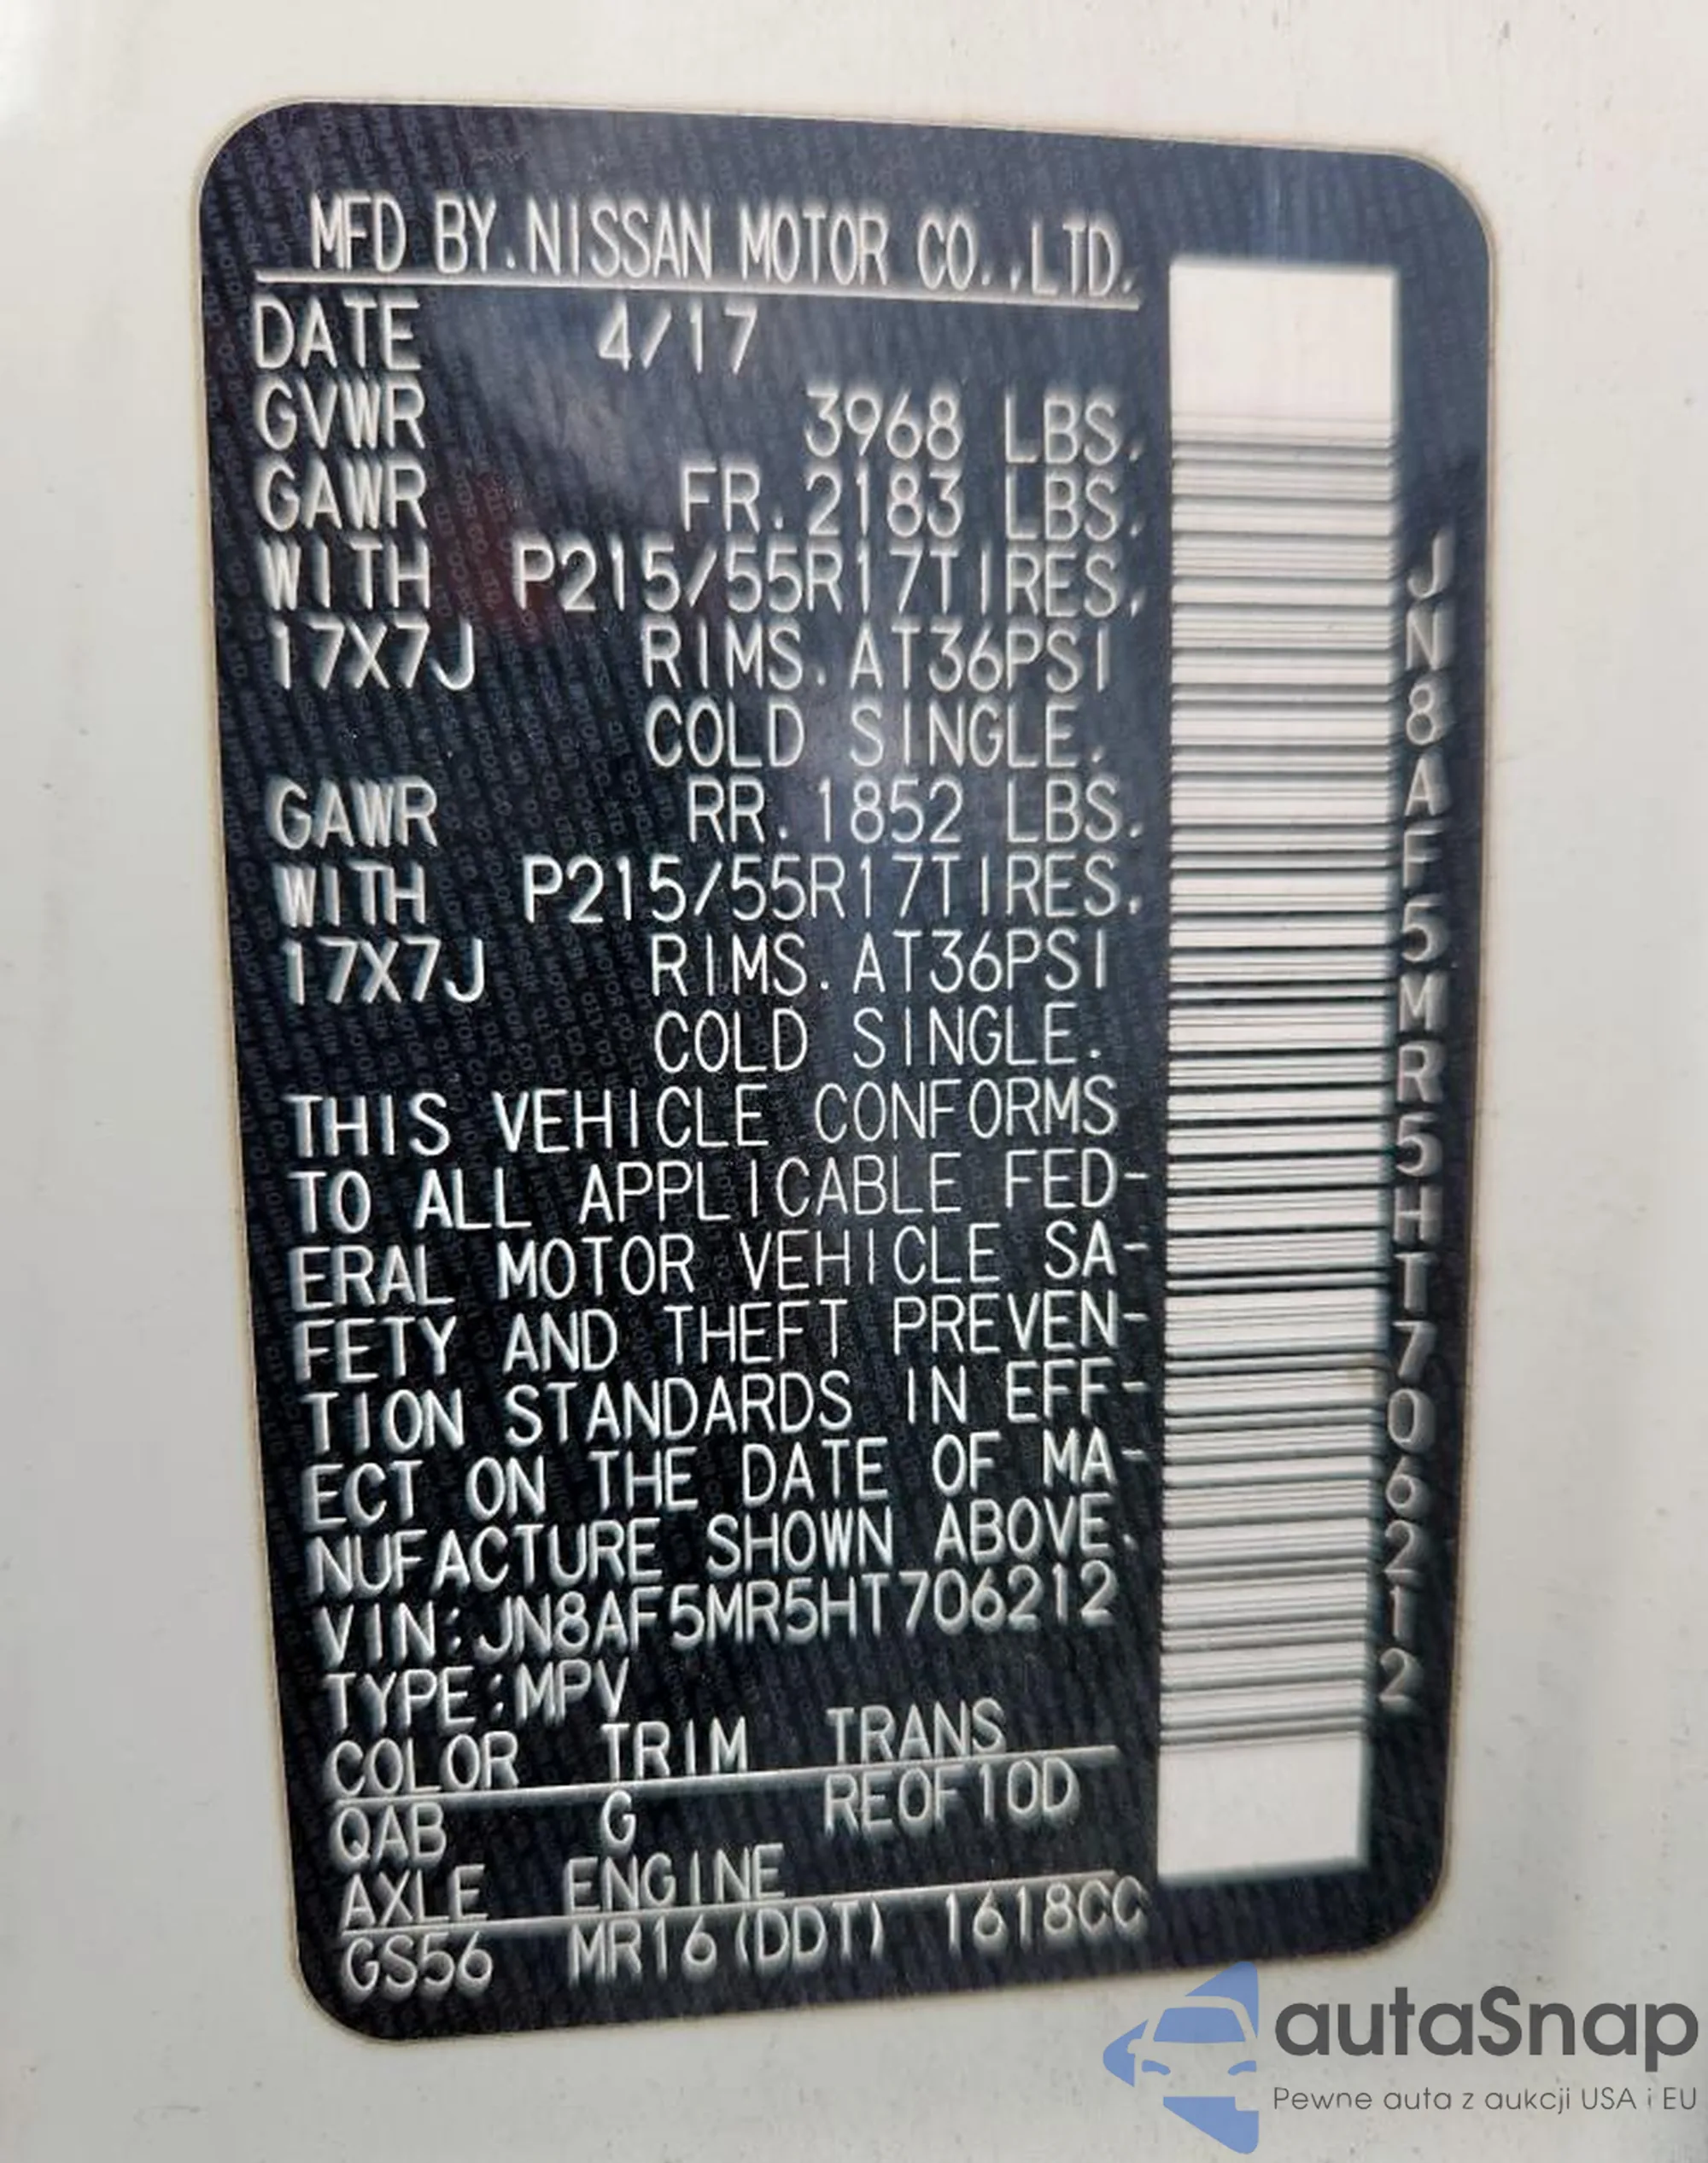 MFD BY.NISSAN MOTOR CO.,LTD.
DATE 4/17
GVWR 3968 LBS.
GAWR FR.2183 LBS.
WITH P215/55R17TIRES,
17X7J RIMS.AT36PSI
COLD SINGLE.
GAWR RR.1852 LBS.
WITH P215/55R17TIRES.
17X7J RIMS.AT36PSI
COLD SINGLE.
THIS VEHICLE CONFORMS
TO ALL APPLICABLE FED-
ERAL MOTOR VEHICLE SA-
FETY AND THEFT PREVEN-
TION STANDARDS IN EFF-
ECT ON THE DATE OF MA-
NUFACTURE SHOWN ABOVE.
VIN:JN8AF5MR5HT706212
TYPE:MPV
COLOR TRIM TRANS
QAB G RE0F10D
AXLE ENGINE
GS56 MR16(DDT) 1618CC
JN8AF5MR5HT706212
autaSnap
Pewne auta z aukcji USA i EU